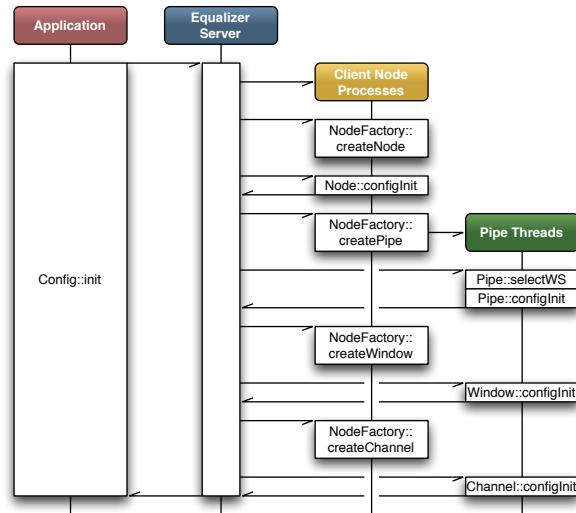 Application
Equalizer
Server
Client Node
Processes
NodeFactory::
createNode
Node::configInit
NodeFactory::
createPipe
Pipe Threads
Config::init
Pipe::selectWS
Pipe::configInit
NodeFactory::
createWindow
Window::configInit
NodeFactory::
createChannel
Channel::configInit